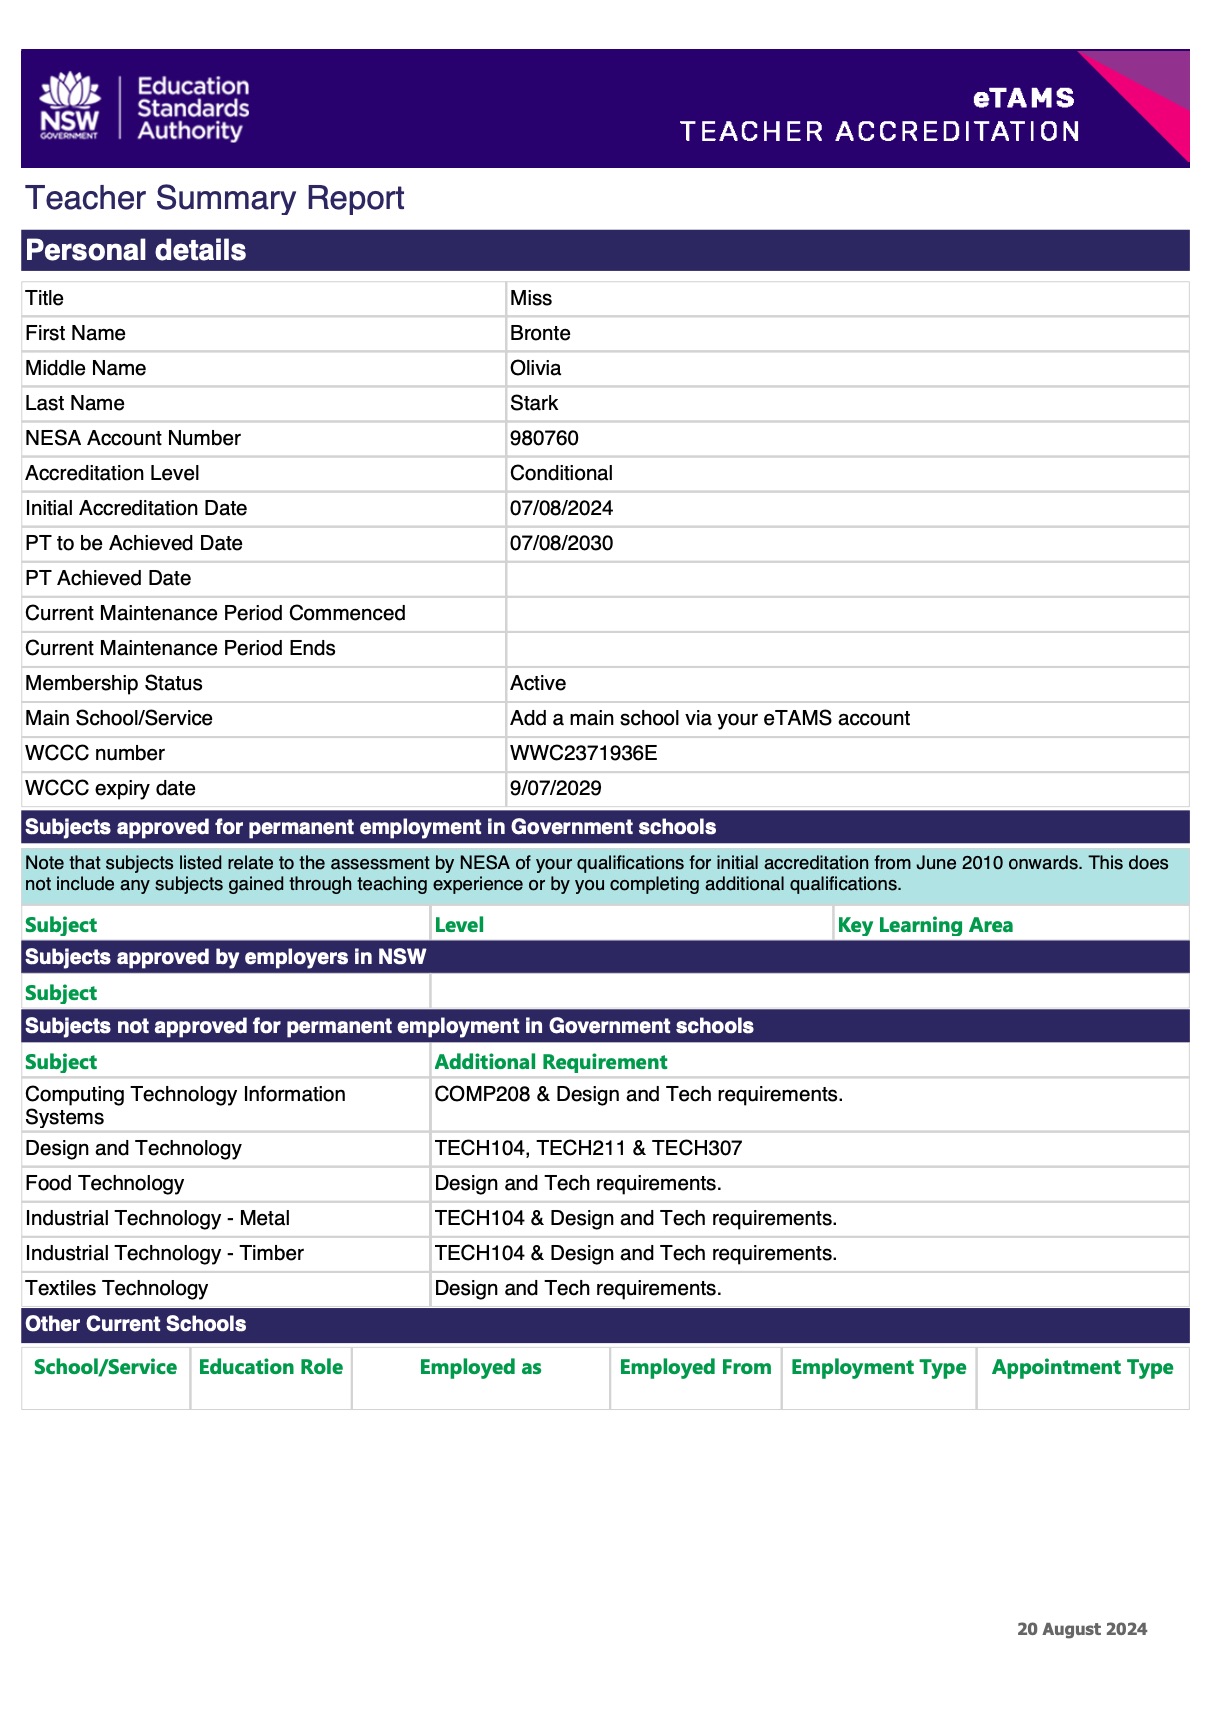 NSW
GOVERNMENT
Education
Standards
Authority
eTAMS
TEACHER ACCREDITATION
Teacher Summary Report
Personal details
Title Miss
First Name Bronte
Middle Name Olivia
Last Name Stark
NESA Account Number 980760
Accreditation Level Conditional
Initial Accreditation Date 07/08/2024
PT to be Achieved Date 07/08/2030
PT Achieved Date
Current Maintenance Period Commenced
Current Maintenance Period Ends
Membership Status Active
Main School/Service Add a main school via your eTAMS account
WCCC number WWC2371936E
WCCC expiry date 9/07/2029
Subjects approved for permanent employment in Government schools
Note that subjects listed relate to the assessment by NESA of your qualifications for initial accreditation from June 2010 onwards. This does
not include any subjects gained through teaching experience or by you completing additional qualifications.
Subject Level Key Learning Area
Subjects approved by employers in NSW
Subject
Subjects not approved for permanent employment in Government schools
Subject Additional Requirement
Computing Technology Information COMP208 & Design and Tech requirements.
Systems
Design and Technology TECH104, TECH211 & TECH307
Food Technology Design and Tech requirements.
Industrial Technology - Metal TECH104 & Design and Tech requirements.
Industrial Technology - Timber TECH104 & Design and Tech requirements.
Textiles Technology Design and Tech requirements.
Other Current Schools
School/Service Education Role Employed as Employed From Employment Type Appointment Type
20 August 2024